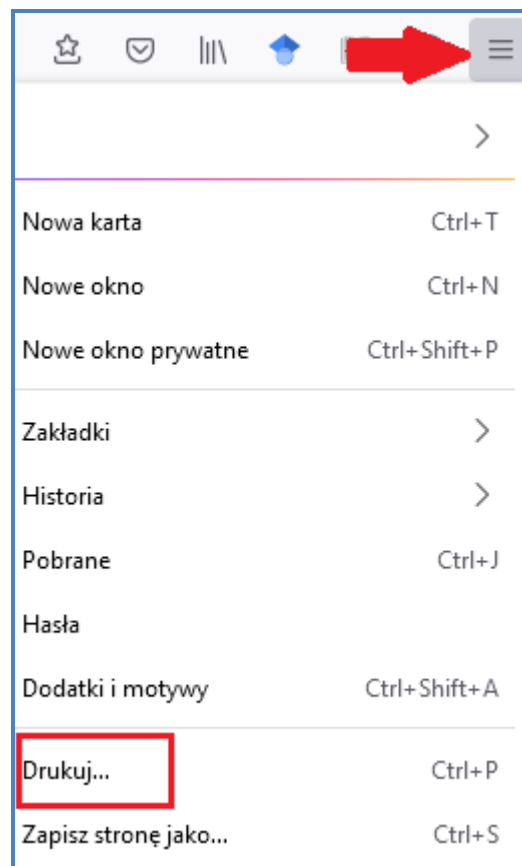 Nowa karta Ctrl+T
Nowe okno Ctrl+N
Nowe okno prywatne Ctrl+Shift+P
Zakładki
Historia
Pobrane Ctrl+J
Hasła
Dodatki i motywy Ctrl+Shift+A
Drukuj... Ctrl+P
Zapisz stronę jako... Ctrl+S